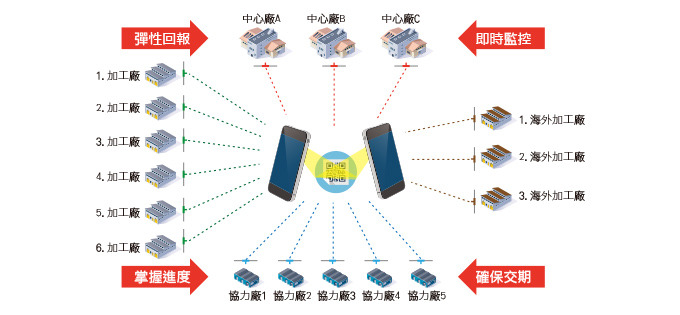 中心廠A
中心廠B
中心廠C
彈性回報
即時監控
1. 加工廠
2. 加工廠
3. 加工廠
4. 加工廠
5. 加工廠
6. 加工廠
1. 海外加工廠
2. 海外加工廠
3. 海外加工廠
掌握進度
確保交期
協力廠1
協力廠2
協力廠3
協力廠4
協力廠5